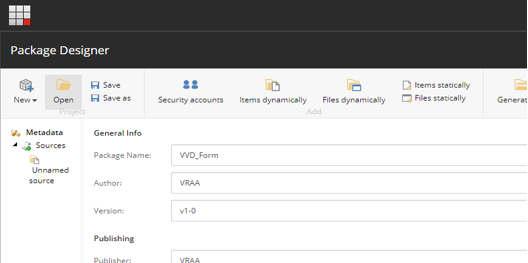 Package Designer
New
Open
Save
Save as
Project
Security accounts
Items dynamically
Files dynamically
Items statically
Files statically
Add
Generat
Metadata
Sources
Unnamed
source
General Info
Package Name:
VVD_Form
Author:
VRAA
Version:
v1-0
Publishing
Publisher:
VRAA